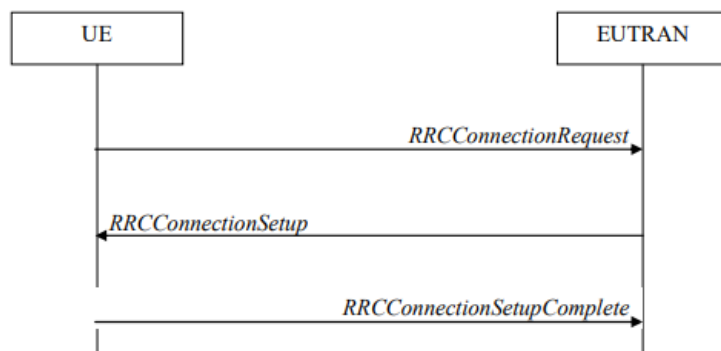 UE
EUTRAN
RRCConnectionRequest
RRCConnectionSetup
RRCConnectionSetupComplete